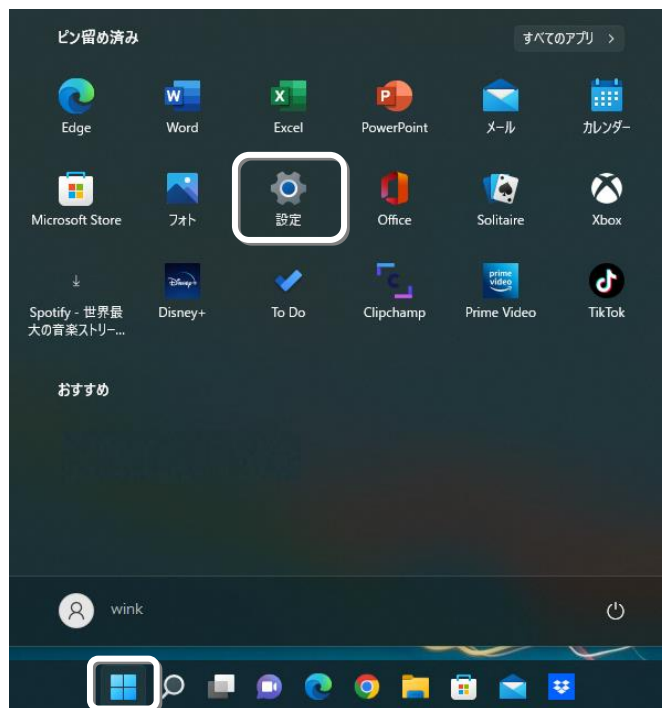 ピン留め済み
すべてのアプリ >
Edge
Word
Excel
PowerPoint
メール
カレンダー
Microsoft Store
フォト
設定
Office
Solitaire
Xbox
Spotify - 世界最
大の音楽ストリー...
Disney+
To Do
Clipchamp
prime
video
Prime Video
TikTok
おすすめ
wink